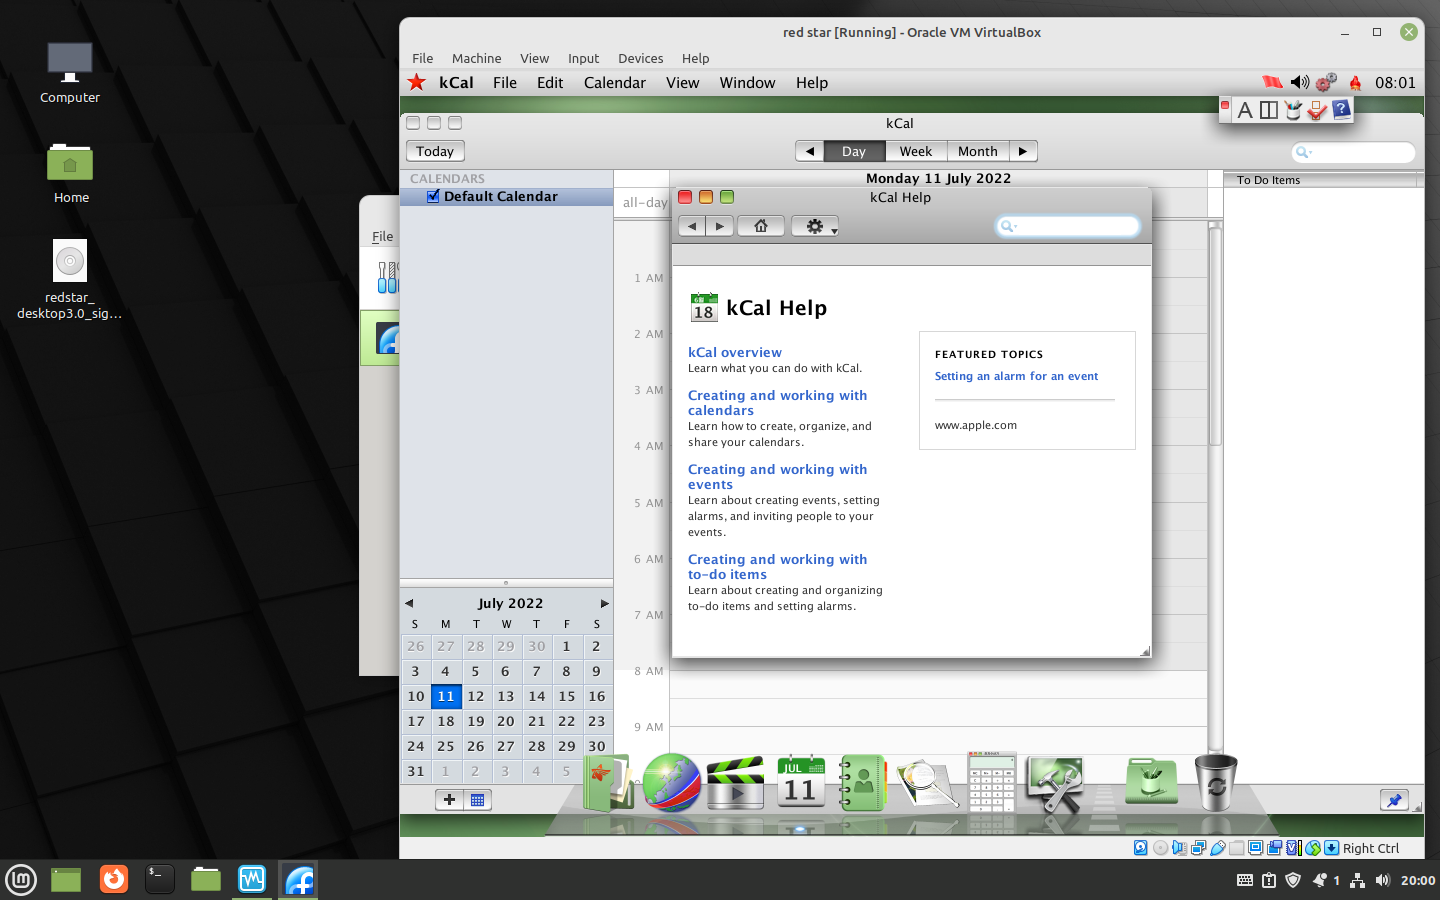 red star [Running] - Oracle VM VirtualBox
File Machine View Input Devices Help
kCal File Edit Calendar View Window Help 08:01
Computer
Home
redstar_
desktop3.0_sig...
File
kCal
Today
Day Week Month
CALENDARS
Default Calendar
Monday 11 July 2022
To Do Items
all-day
1 AM
2 AM
3 AM
4 AM
5 AM
6 AM
7 AM
8 AM
9 AM
kCal Help
18
kCal Help
kCal overview
Learn what you can do with kCal.
Creating and working with
calendars
Learn how to create, organize, and
share your calendars.
Creating and working with
events
Learn about creating events, setting
alarms, and inviting people to your
events.
Creating and working with
to-do items
Learn about creating and organizing
to-do items and setting alarms.
FEATURED TOPICS
Setting an alarm for an event
www.apple.com
July 2022
S M T W T F S
26 27 28 29 30 1 2
3 4 5 6 7 8 9
10 11 12 13 14 15 16
17 18 19 20 21 22 23
24 25 26 27 28 29 30
31 1 2 3 4 5
JUL
11
Right Ctrl
1
20:00